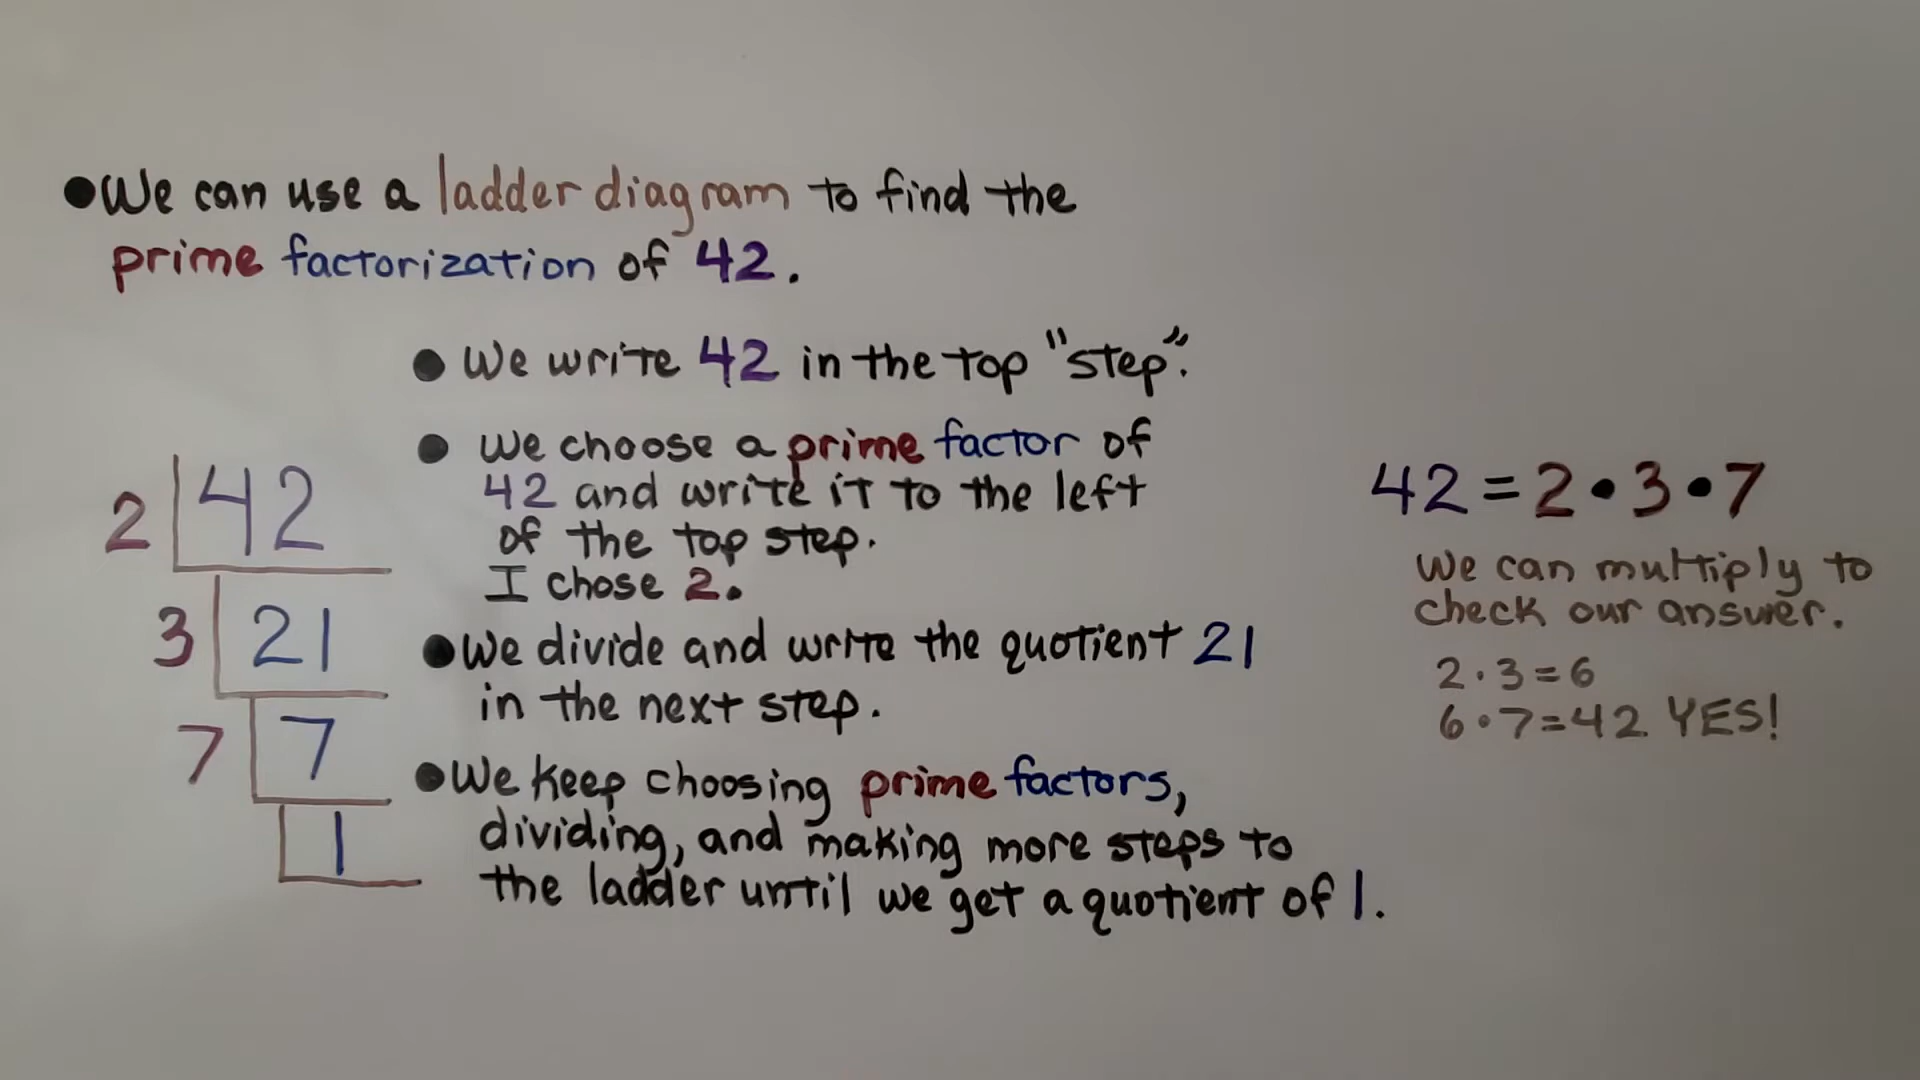 ●We can use a ladder diagram to find the
prime factorization of 42.
● We write 42 in the top "step".
● We choose a prime factor of
42 and write it to the left
of the top step.
I chose 2.
●We divide and write the quotient 21
in the next step.
●We keep choosing prime factors,
dividing, and making more steps to
the ladder until we get a quotient of 1.
2 42
3 21
7 7
1
42 = 2•3•7
We can multiply to
check our answer.
2·3=6
6·7=42 YES!